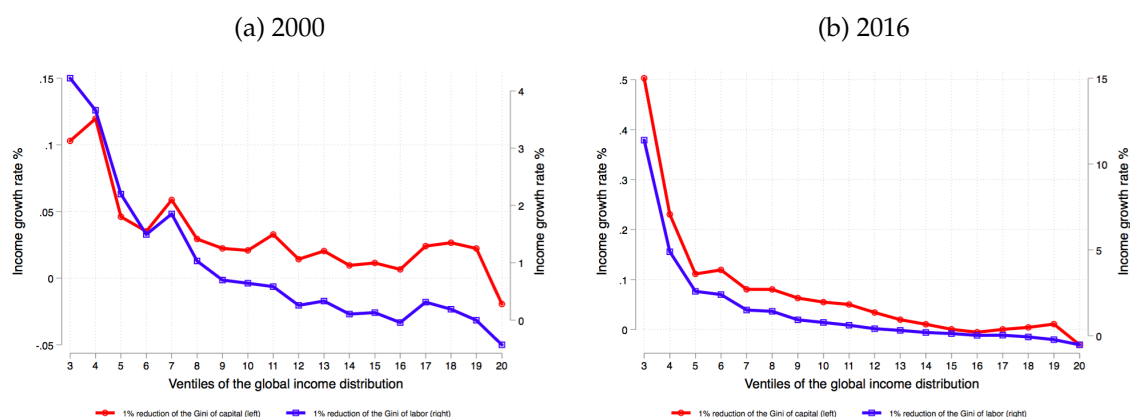 (a) 2000
(b) 2016
Income growth rate %
.15
.1
.05
0
-.05
4
3
2
1
0
Income growth rate %
3 4 5 6 7 8 9 10 11 12 13 14 15 16 17 18 19 20
Ventiles of the global income distribution
1% reduction of the Gini of capital (left) 1% reduction of the Gini of labor (right)
Income growth rate %
.5
.4
.3
.2
.1
0
15
10
5
0
Income growth rate %
3 4 5 6 7 8 9 10 11 12 13 14 15 16 17 18 19 20
Ventiles of the global income distribution
1% reduction of the Gini of capital (left) 1% reduction of the Gini of labor (right)